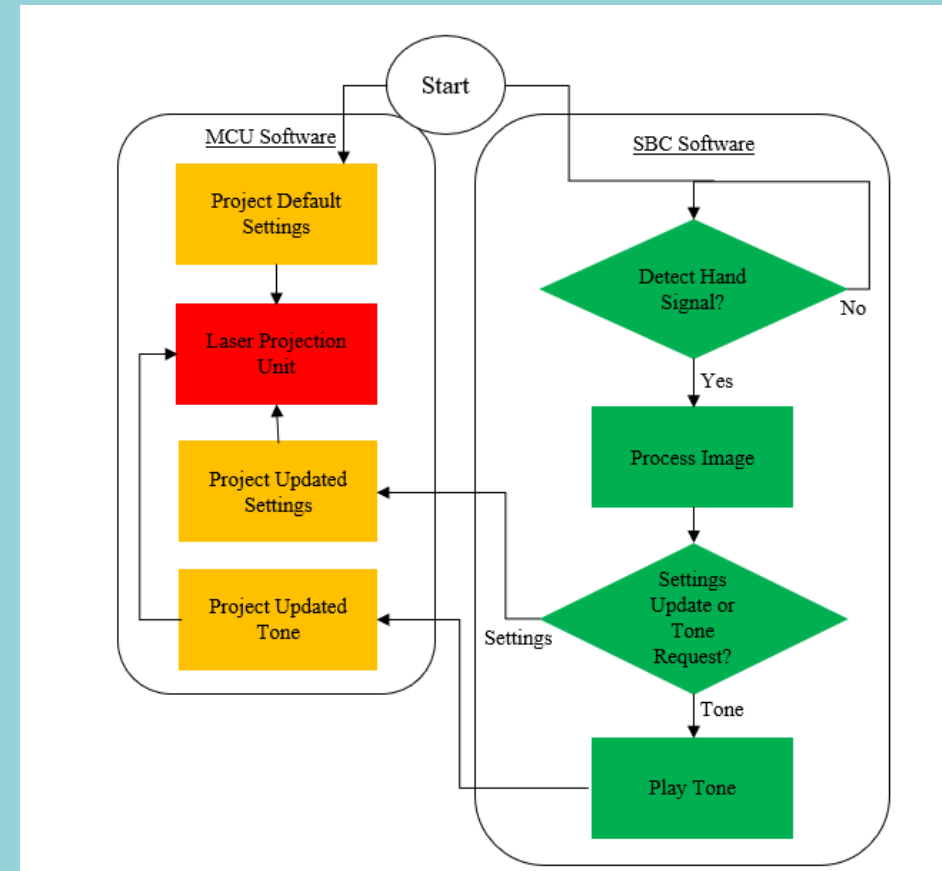 Start
MCU Software
Project Default
Settings
Laser Projection
Unit
Project Updated
Settings
Project Updated
Tone
SBC Software
Detect Hand
Signal?
No
Yes
Process Image
Settings
Update or
Tone
Request?
Settings
Tone
Play Tone